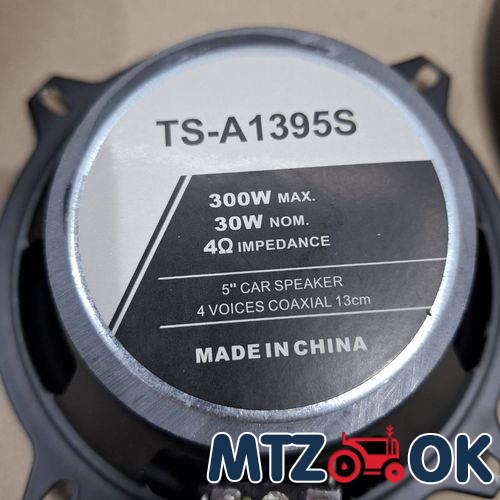 TS-A1395S
300W MAX.
30W NOM.
4Ω IMPEDANCE
5" CAR SPEAKER
4 VOICES COAXIAL 13cm
MADE IN CHINA
MTZ OK